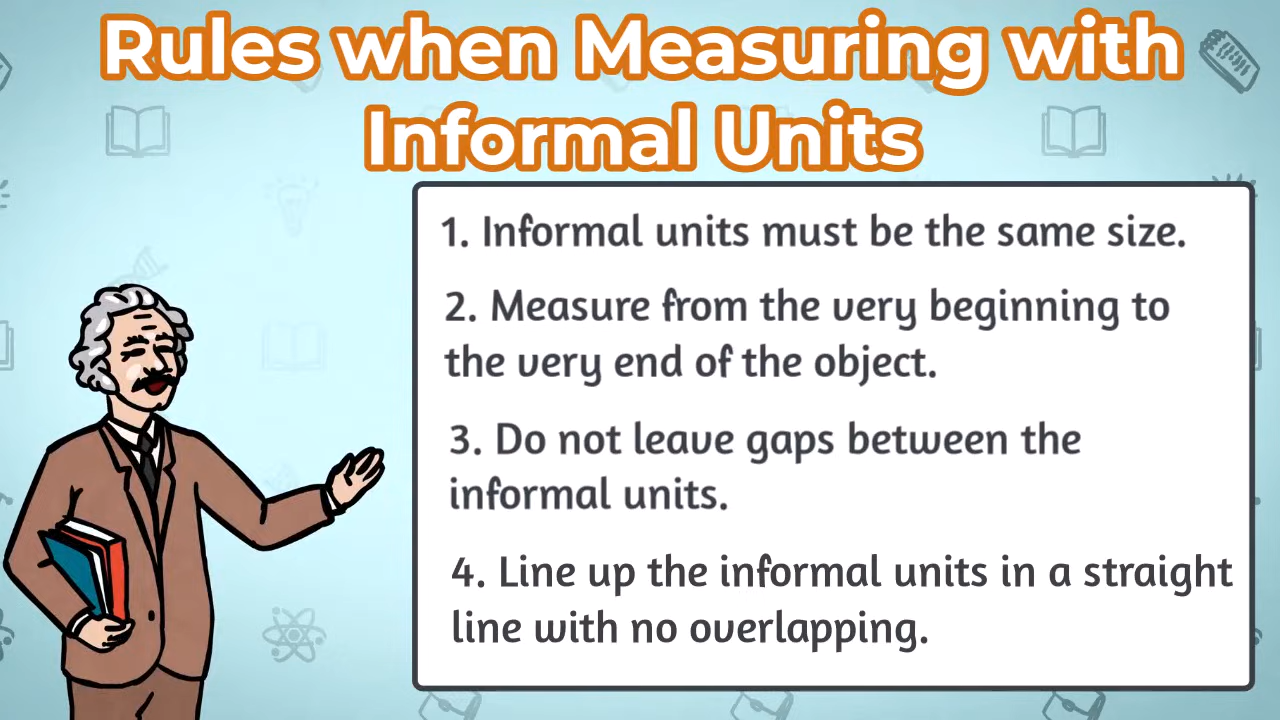 Rules when Measuring with
Informal Units
1. Informal units must be the same size.
2. Measure from the very beginning to
the very end of the object.
3. Do not leave gaps between the
informal units.
4. Line up the informal units in a straight
line with no overlapping.